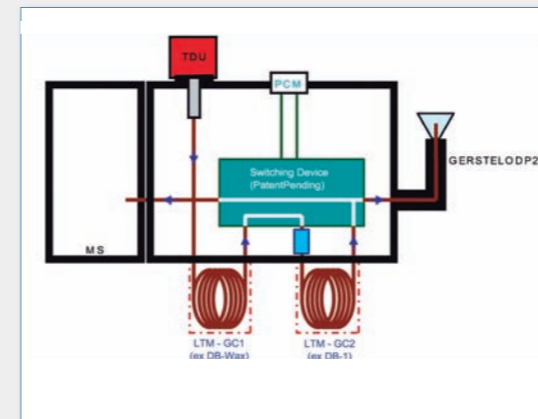 TDU
PCM
GERSTELODP2
Switching Device
(PatentPending)
MS
LTM - GC1
(ex DB-Wax)
LTM - GC2
(ex DB-1)